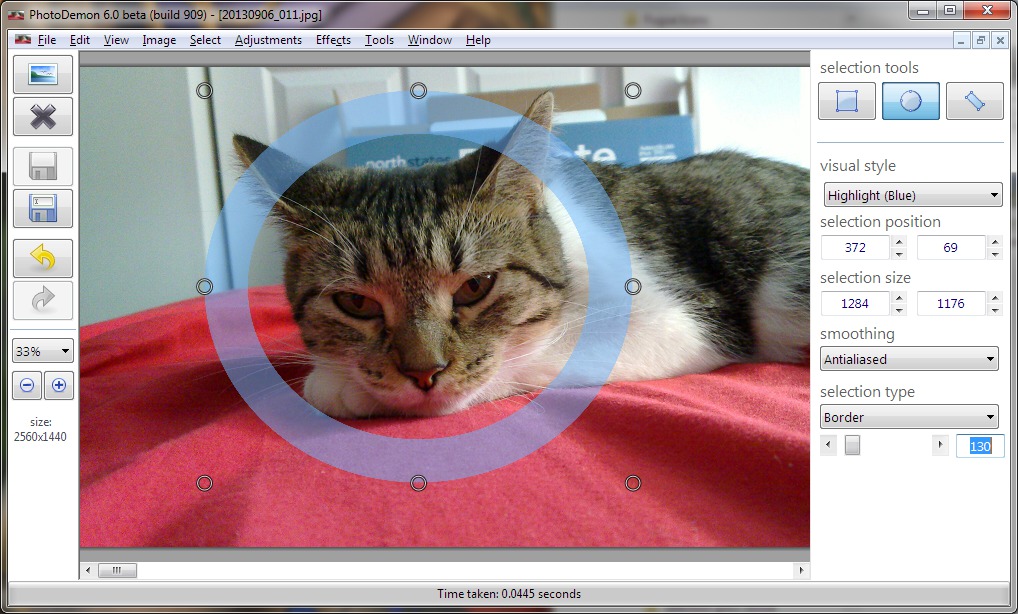 PhotoDemon 6.0 beta (build 909) - [20130906_011.jpg]
File Edit View Image Select Adjustments Effects Tools Window Help
selection tools
visual style
Highlight (Blue)
selection position
372 69
selection size
1284 1176
smoothing
Antialiased
selection type
Border
130
33%
size:
2560x1440
northstates
te
Time taken: 0.0445 seconds